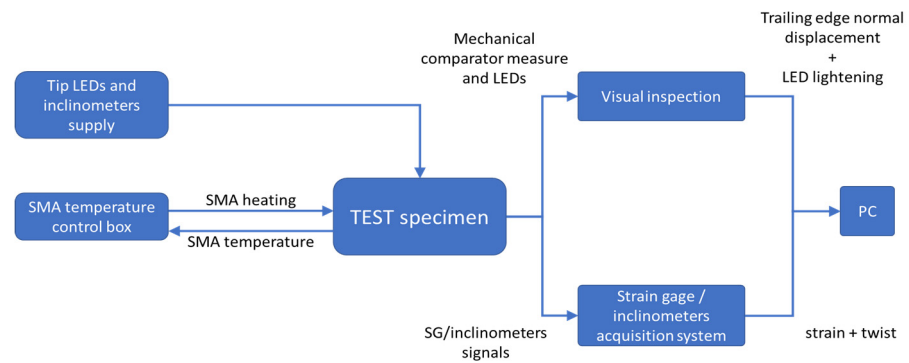 Tip LEDs and
inclinometers
supply
SMA temperature
control box
SMA heating
SMA temperature
TEST specimen
Mechanical
comparator measure
and LEDs
Visual inspection
Trailing edge normal
displacement
+
LED lightening
PC
SG/inclinometers
signals
Strain gage /
inclinometers
acquisition system
strain + twist